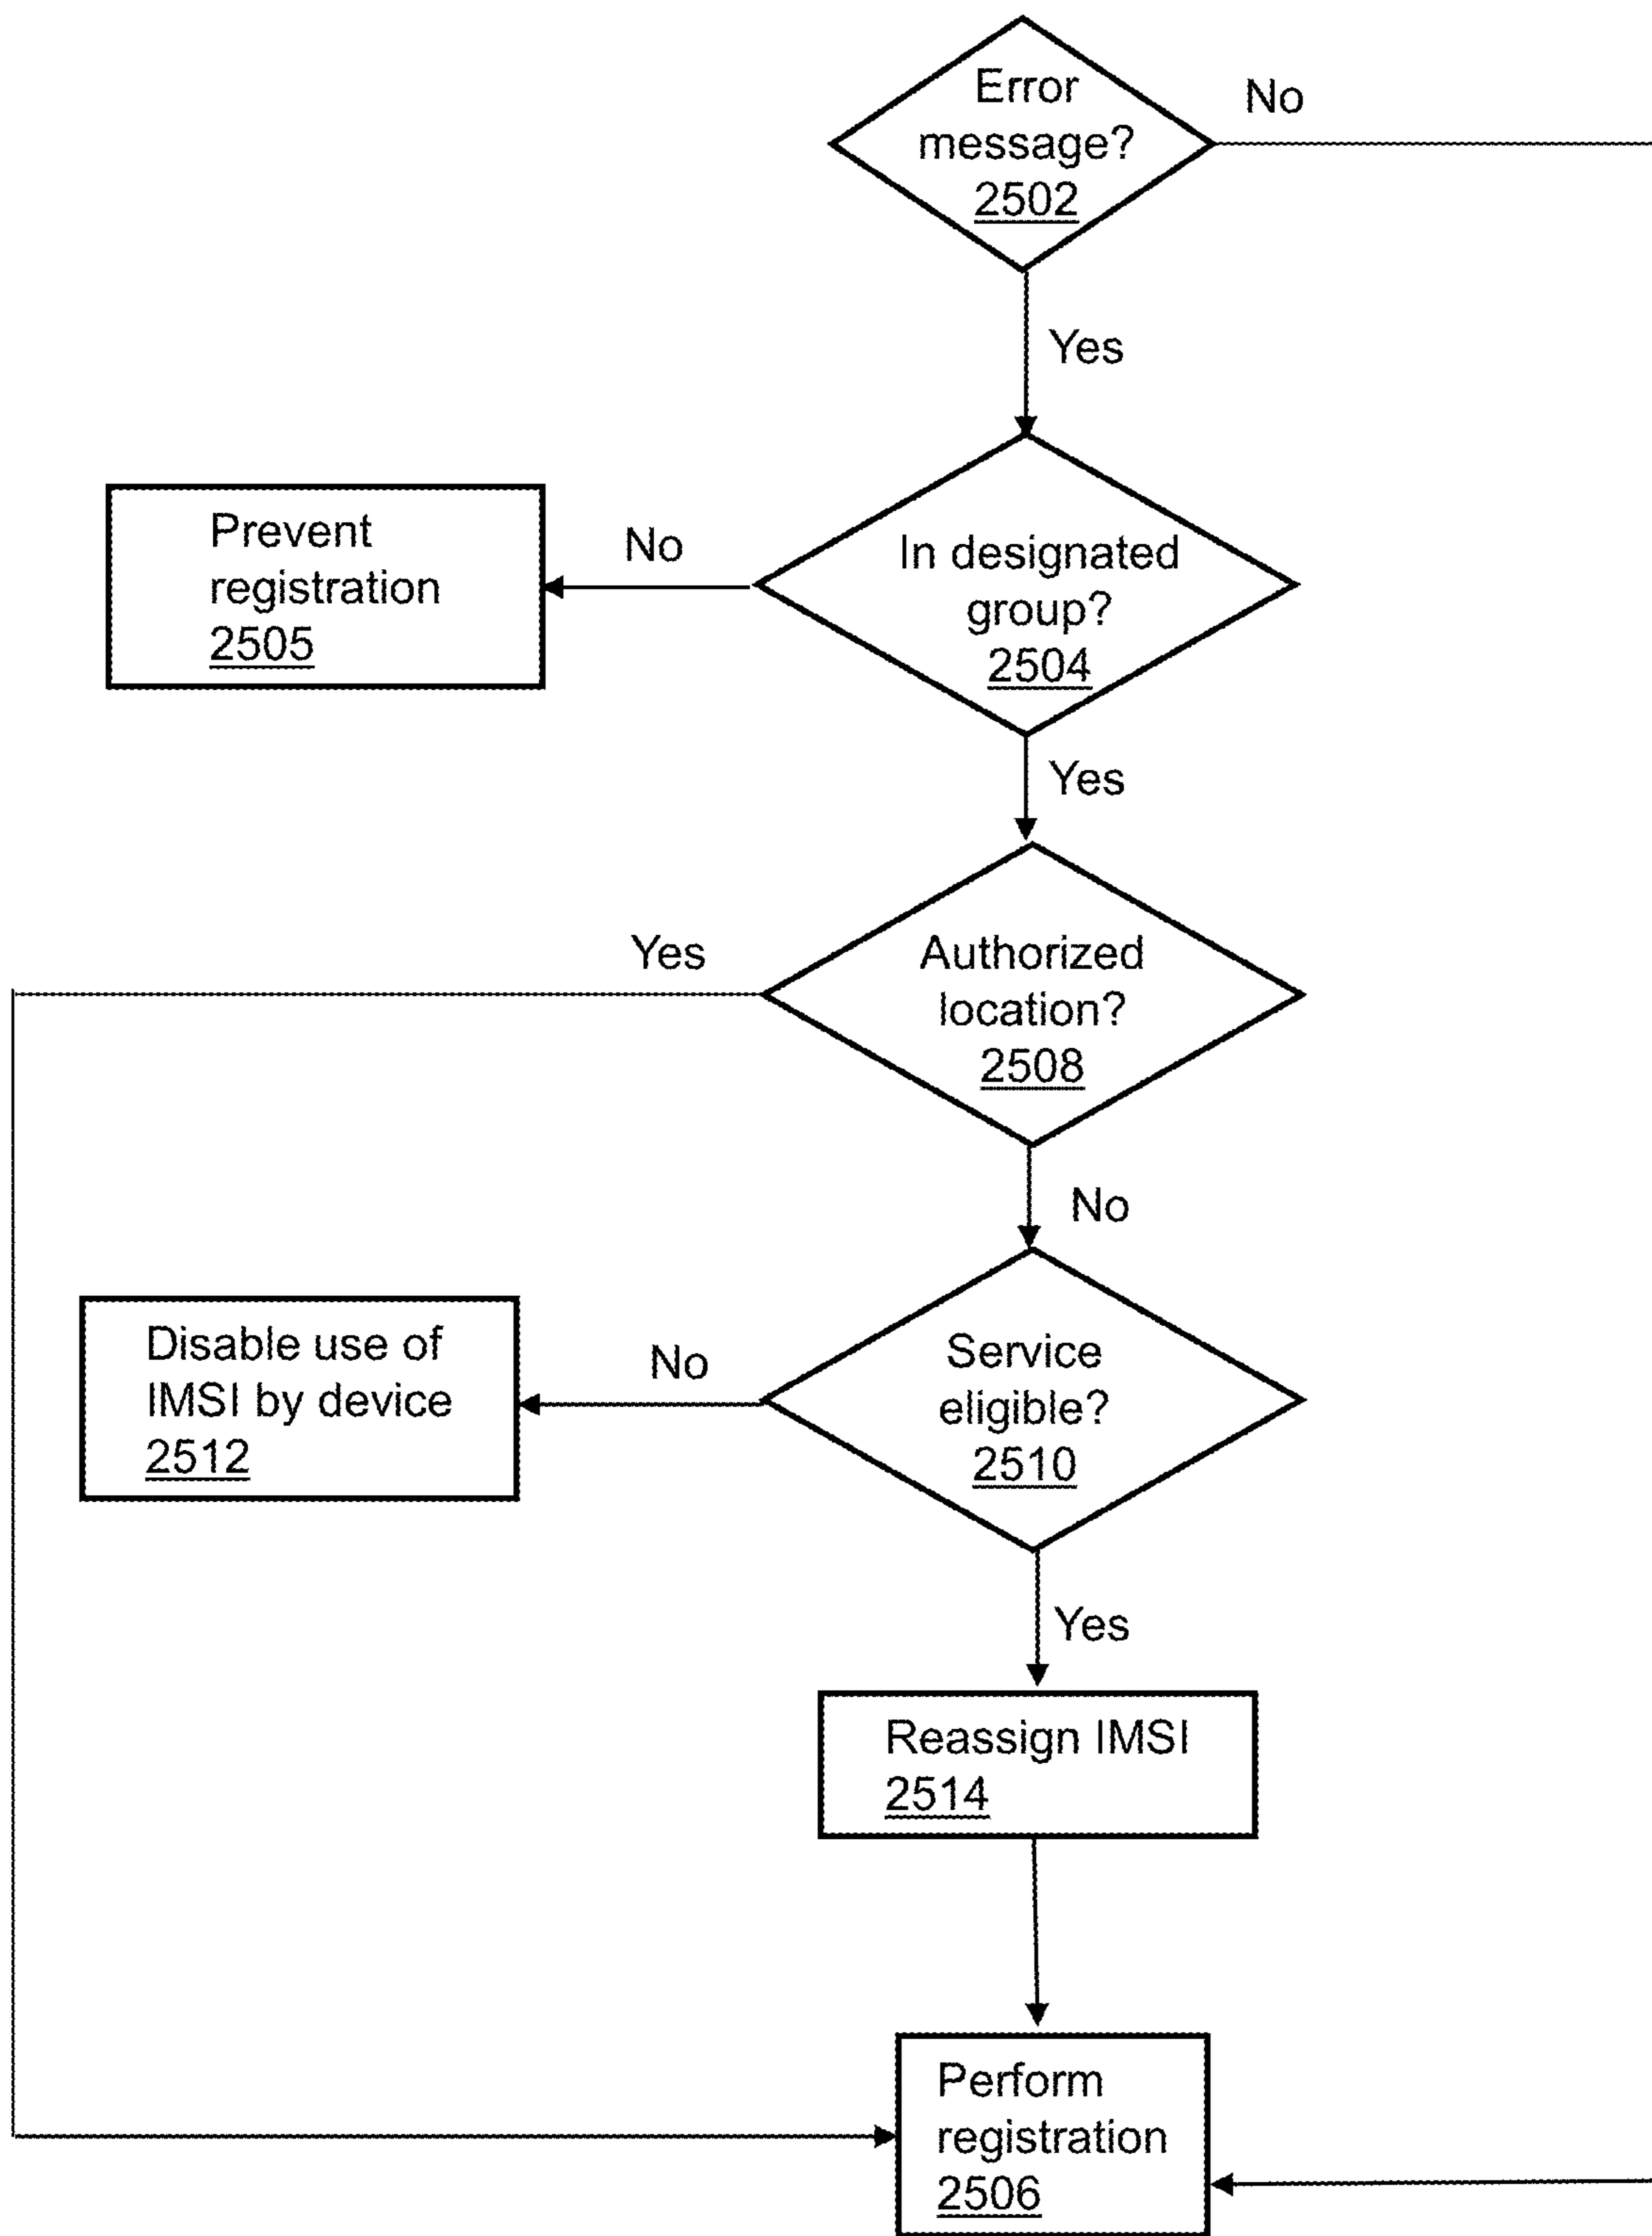 Error
message?
2502
No
Yes
Prevent
registration
2505
No
In designated
group?
2504
Yes
Yes
Authorized
location?
2508
No
Disable use of
IMSI by device
2512
No
Service
eligible?
2510
Yes
Reassign IMSI
2514
Perform
registration
2506